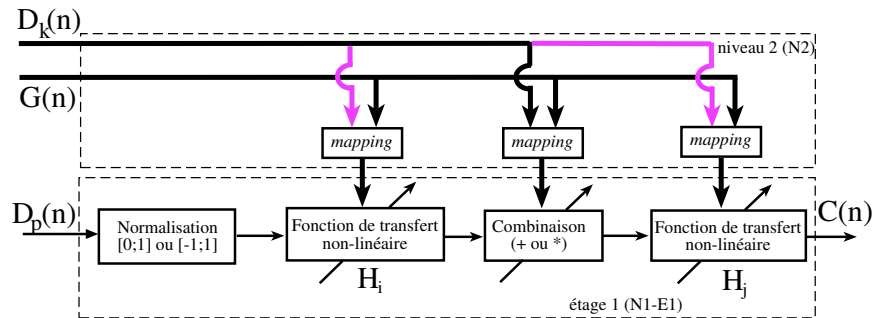 D_k(n)
niveau 2 (N2)
G(n)
mapping
mapping
mapping
D_p(n)
Normalisation
[0;1] ou [-1;1]
Fonction de transfert
non-linéaire
Combinaison
(+ ou *)
Fonction de transfert
non-linéaire
C(n)
H_i
H_j
étage 1 (N1-E1)